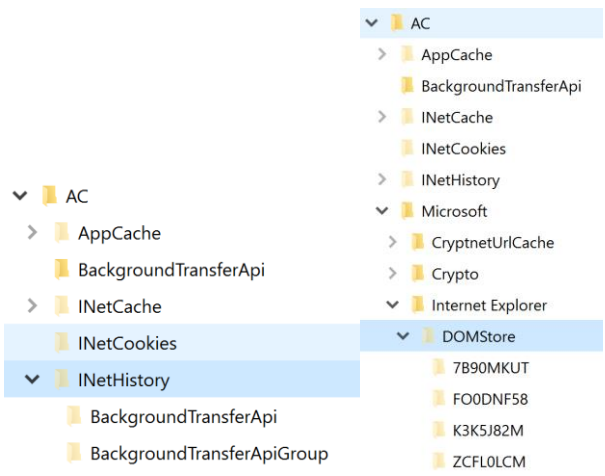 AC
AppCache
BackgroundTransferApi
INetCache
INetCookies
INetHistory
BackgroundTransferApi
BackgroundTransferApiGroup
AC
AppCache
BackgroundTransferApi
INetCache
INetCookies
INetHistory
Microsoft
CryptnetUrlCache
Crypto
Internet Explorer
DOMStore
7B90MKUT
FO0DNF58
K3K5J82M
ZCFL0LCM